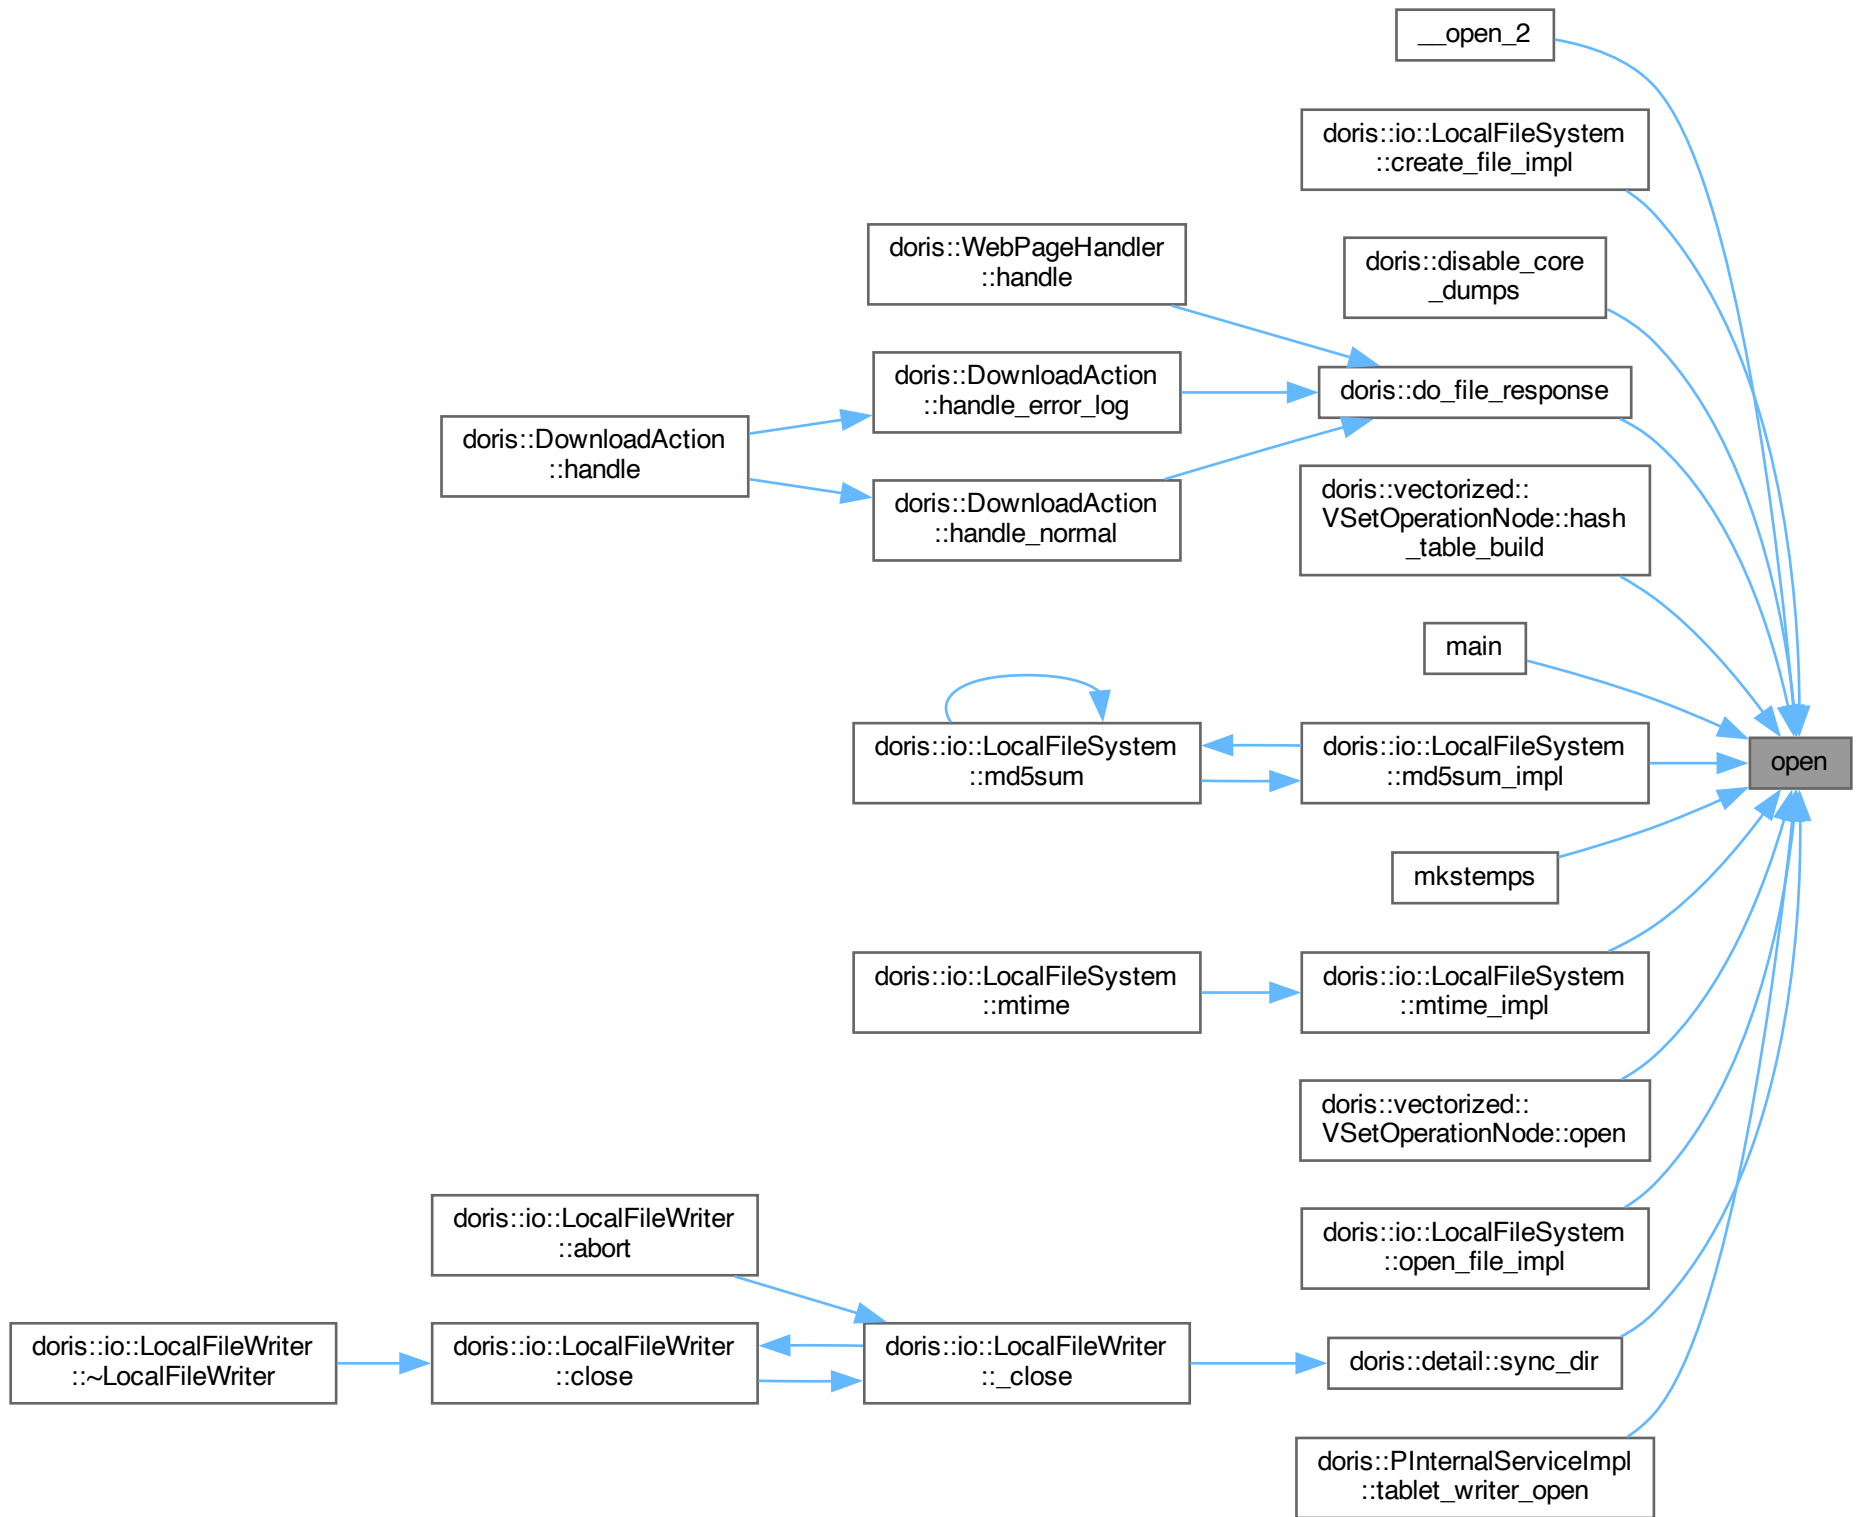 __open_2
doris::io::LocalFileSystem
::create_file_impl
doris::WebPageHandler
::handle
doris::disable_core
_dumps
doris::DownloadAction
::handle_error_log
doris::do_file_response
doris::DownloadAction
::handle
doris::DownloadAction
::handle_normal
doris::vectorized::
VSetOperationNode::hash
_table_build
main
doris::io::LocalFileSystem
::md5sum
doris::io::LocalFileSystem
::md5sum_impl
open
mkstemps
doris::io::LocalFileSystem
::mtime
doris::io::LocalFileSystem
::mtime_impl
doris::vectorized::
VSetOperationNode::open
doris::io::LocalFileWriter
::abort
doris::io::LocalFileSystem
::open_file_impl
doris::io::LocalFileWriter
::~LocalFileWriter
doris::io::LocalFileWriter
::close
doris::io::LocalFileWriter
::_close
doris::detail::sync_dir
doris::PInternalServiceImpl
::tablet_writer_open